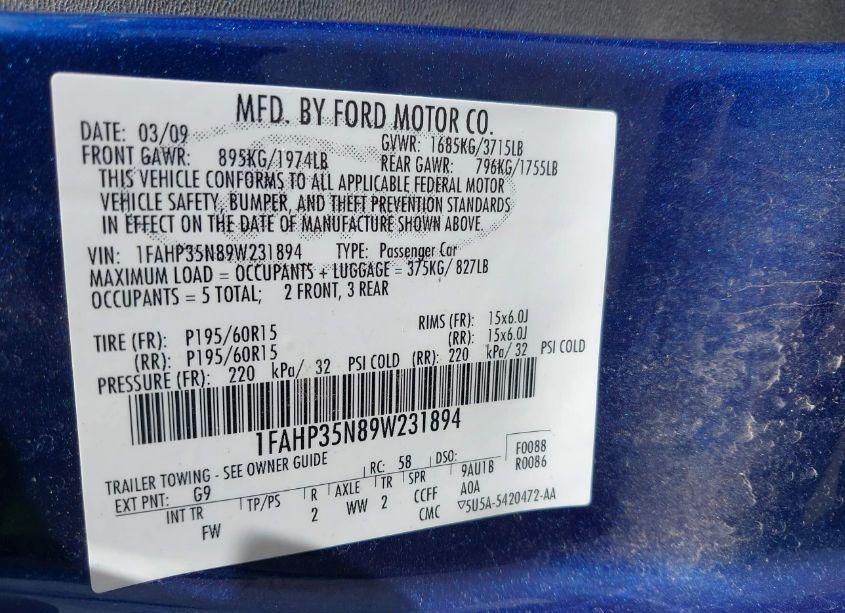 MFD. BY FORD MOTOR CO.
DATE: 03/09 GVWR: 1685KG/3715LB
FRONT GAWR: 895KG/1974LB REAR GAWR: 796KG/1755LB
THIS VEHICLE CONFORMS TO ALL APPLICABLE FEDERAL MOTOR
VEHICLE SAFETY, BUMPER, AND THEFT PREVENTION STANDARDS
IN EFFECT ON THE DATE OF MANUFACTURE SHOWN ABOVE.
VIN: 1FAHP35N89W231894 TYPE: Passenger Car
MAXIMUM LOAD = OCCUPANTS + LUGGAGE = 375KG/ 827LB
OCCUPANTS = 5 TOTAL; 2 FRONT, 3 REAR
TIRE (FR): P195/60R15 RIMS (FR): 15x6.0J
(RR): P195/60R15 (RR): 15x6.0J
PRESSURE (FR): 220 kPa/ 32 PSI COLD (RR): 220 kPa/ 32 PSI COLD
1FAHP35N89W231894
TRAILER TOWING - SEE OWNER GUIDE RC: 58 DSO: F0088
EXT PNT: G9 9AU1B R0086
INT TR TP/PS R AXLE TR SPR A0A
FW 2 WW 2 CCFF
CMC ▽5U5A-5420472-AA